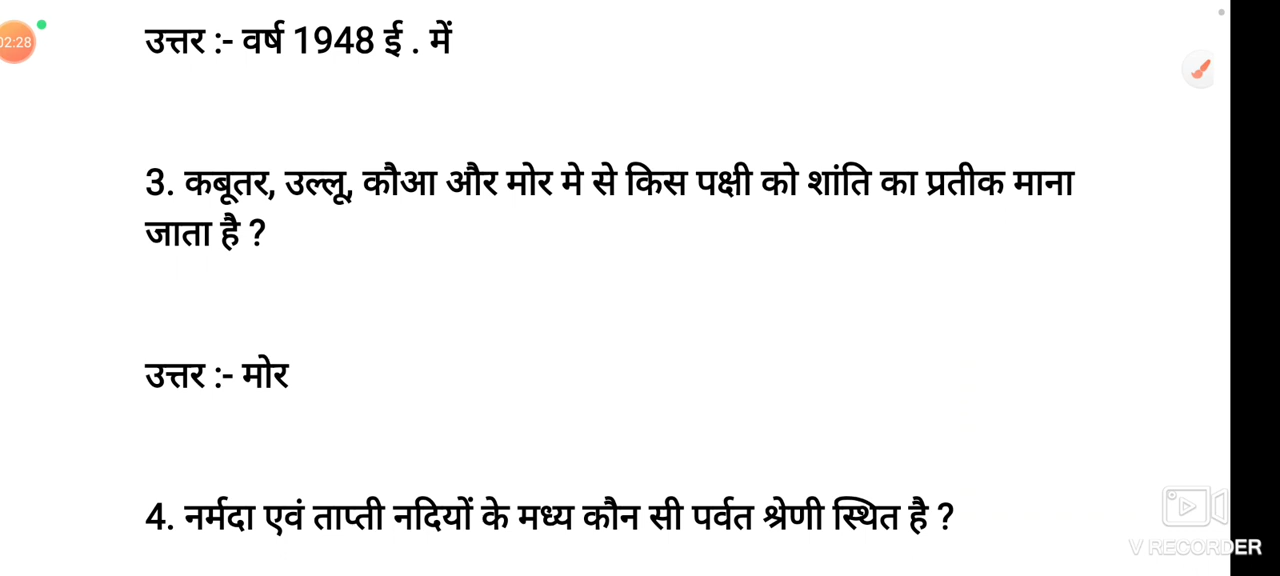 02:28
उत्तर :- वर्ष 1948 ई . में
3. कबूतर, उल्लू, कौआ और मोर मे से किस पक्षी को शांति का प्रतीक माना
जाता है ?
उत्तर :- मोर
4. नर्मदा एवं ताप्ती नदियों के मध्य कौन सी पर्वत श्रेणी स्थित है ?
V RECORDER